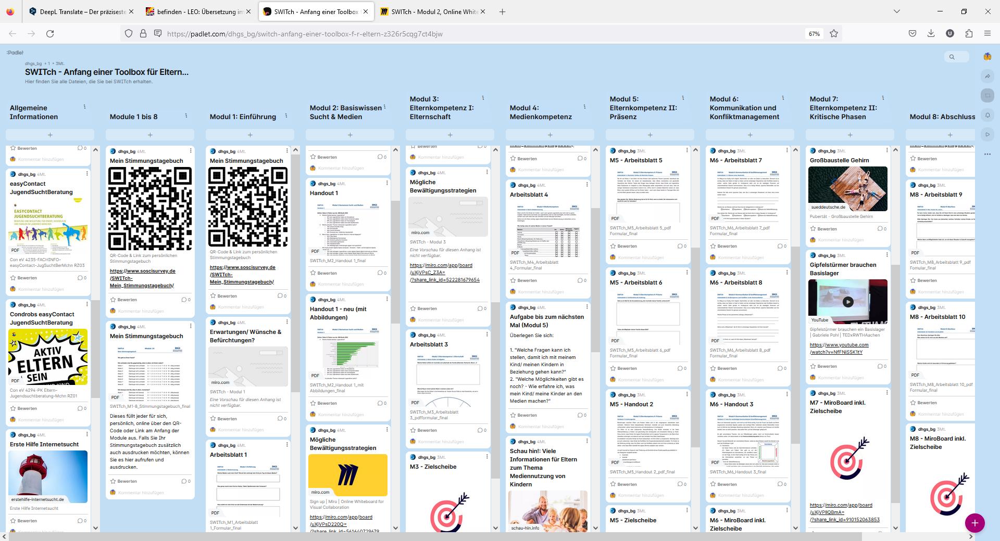 DeepL Translate – Der präziseste
befinden - LEO: Übersetzung im
SWITch - Anfang einer Toolbox
SWITch - Modul 2, Online White
https://padlet.com/dhgs_bg/switch-anfang-einer-toolbox-f-r-eltern-z326r5cqg7ct4bjw
67%
:Padlet
dhgs_bg + 1 • 3Mt.
SWITch - Anfang einer Toolbox für Eltern...
Hier finden Sie alle Dateien, die Sie bei SWITch erhalten.
Allgemeine
Informationen
Bewerten
0
Kommentar hinzufügen
dhgs_bg 4Mt.
easyContact
JugendSuchtBeratung
EASYCONTACT
JUGENDSUCHTBERATUNG
PDF
Con eV 4235-FACHINFO-
easyContact-JugSuchtBerMchn RZ03
Bewerten
0
Kommentar hinzufügen
dhgs_bg 4Mt.
Condrobs easyContact
JugendSuchtBeratung
AKTIV
ELTERN
SEIN
PDF
Con eV 4294-PK Eltern-
Jugendsuchtberatung-Mchn RZ01
Bewerten
0
Kommentar hinzufügen
dhgs_bg 4Mt.
Erste Hilfe Internetsucht
erstehilfe-internetsucht.de
Erste Hilfe Internetsucht
Bewerten
0
Module 1 bis 8
dhgs_bg 4Mt.
Mein Stimmungstagebuch
QR-Code & Link zum persönlichen
Stimmungstagebuch
https://www.soscisurvey.de
/SWITch-
Mein_Stimmungstagebuch/
Bewerten
0
Kommentar hinzufügen
dhgs_bg 4Mt.
Mein Stimmungstagebuch
PDF
SWITch_M1-8_Stimmungstagebuch_final
Dieses füllt jeder für sich,
persönlich, online über den QR-
Code oder Link am Anfang der
Module aus. Falls Sie Ihr
Stimmungstagebuch zusätzlich
auch ausdrucken möchten, können
Sie es hier aufrufen und
ausdrucken.
Bewerten
0
Kommentar hinzufügen
Modul 1: Einführung
dhgs_bg 4Mt.
Mein Stimmungstagebuch
QR-Code & Link zum persönlichen
Stimmungstagebuch
https://www.soscisurvey.de
/SWITch-
Mein_Stimmungstagebuch/
Bewerten
0
Kommentar hinzufügen
dhgs_bg 4Mt.
Erwartungen/ Wünsche &
Befürchtungen?
miro.com
SWITch - Modul 1
Eine Vorschau für diesen Anhang ist
nicht verfügbar.
Bewerten
0
Kommentar hinzufügen
dhgs_bg 4Mt.
Arbeitsblatt 1
PDF
SWITch_M1_Arbeitsblatt
1_Formular_final
Modul 2: Basiswissen
Sucht & Medien
Bewerten
0
Kommentar hinzufügen
dhgs_bg 4Mt.
Handout 1
PDF
SWITch_M2_Handout 1_final
Bewerten
0
Kommentar hinzufügen
dhgs_bg 4Mt.
Handout 1 - neu (mit
Abbildungen)
PDF
SWITch_M2_Handout 1_mit
Abbildungen_final
Bewerten
0
Kommentar hinzufügen
dhgs_bg 4Mt.
Mögliche
Bewältigungsstrategien
miro.com
Sign up | Miro | Online Whiteboard for
Visual Collaboration
https://miro.com/app/board
/uXjVPsD220Q=
/?share_link_id=561640729679
Modul 3:
Elternkompetenz I:
Elternschaft
Bewerten
0
Kommentar hinzufügen
dhgs_bg 4Mt.
Mögliche
Bewältigungsstrategien
miro.com
SWITch - Modul 3
Eine Vorschau für diesen Anhang ist
nicht verfügbar.
https://miro.com/app/board
/uXjVPsC_Z3A=
/?share_link_id=522281679654
Bewerten
0
Kommentar hinzufügen
dhgs_bg 4Mt.
Arbeitsblatt 3
PDF
SWITch_M3_Arbeitsblatt
3_pdfformular_final
Bewerten
0
Kommentar hinzufügen
dhgs_bg 4Mt.
M3 - Zielscheibe
Modul 4:
Medienkompetenz
Bewerten
0
Kommentar hinzufügen
dhgs_bg 4Mt.
Arbeitsblatt 4
PDF
SWITch_M4_Arbeitsblatt
4_Formular_final
Bewerten
0
Kommentar hinzufügen
dhgs_bg 4Mt.
Aufgabe bis zum nächsten
Mal (Modul 5)
Überlegen Sie sich:
1. "Welche Fragen kann ich
stellen, damit ich mit meinem
Kind/ meinen Kindern in
Beziehung gehen kann?"
2. "Welche Möglichkeiten gibt es
noch? - Wie erfahre ich, was
mein Kind/ meine Kinder an den
Medien machen?"
Bewerten
0
Kommentar hinzufügen
dhgs_bg 4Mt.
Schau hin!: Viele
Informationen für Eltern
zum Thema
Mediennutzung von
Kindern
schau-hin.info
Modul 5:
Elternkompetenz II:
Präsenz
dhgs_bg 3Mt.
M5 - Arbeitsblatt 5
PDF
SWITch_M5_Arbeitsblatt 5_pdf
Formular_final
Bewerten
0
Kommentar hinzufügen
dhgs_bg 3Mt.
M5 - Arbeitsblatt 6
PDF
SWITch_M5_Arbeitsblatt 6_pdf
Formular_final
Bewerten
0
Kommentar hinzufügen
dhgs_bg 3Mt.
M5 - Handout 2
PDF
SWITch_M5_Handout 2_pdf_final
Bewerten
0
Kommentar hinzufügen
dhgs_bg 3Mt.
M5 - Zielscheibe
Modul 6:
Kommunikation und
Konfliktmanagement
dhgs_bg 3Mt.
M6 - Arbeitsblatt 7
PDF
SWITch_M6_Arbeitsblatt 7_pdf
Formular_final
Bewerten
0
Kommentar hinzufügen
dhgs_bg 3Mt.
M6 - Arbeitsblatt 8
PDF
SWITch_M6_Arbeitsblatt 8_pdf
Formular_final
Bewerten
0
Kommentar hinzufügen
dhgs_bg 3Mt.
M6 - Handout 3
PDF
SWITch_M6_Handout 3_final
Bewerten
0
Kommentar hinzufügen
dhgs_bg 3Mt.
M6 - MiroBoard inkl.
Zielscheibe
Modul 7:
Elternkompetenz II:
Kritische Phasen
dhgs_bg 3Mt.
Großbaustelle Gehirn
sueddeutsche.de
Pubertät - Großbaustelle Gehirn
Bewerten
0
Kommentar hinzufügen
dhgs_bg 3Mt.
Gipfelstürmer brauchen
Basislager
YouTube
Gipfelstürmer brauchen ein Basislager
| Gabriele Pohl | TEDxRWTHAachen
https://www.youtube.com
/watch?v=NfFNiS5K1tY
Bewerten
0
Kommentar hinzufügen
dhgs_bg 3Mt.
M7 - MiroBoard inkl.
Zielscheibe
https://miro.com/app/board
/uXjVPllQBmA=
/?share_link_id=910152063853
Modul 8: Abschluss
Bewerten
Kommentar hinzufügen
dhgs_bg 3Mt.
M8 - Arbeitsblatt 9
PDF
SWITch_M8_Arbeitsblatt 9_pdf
Formular_final
Bewerten
Kommentar hinzufügen
dhgs_bg 3Mt.
M8 - Arbeitsblatt 10
PDF
SWITch_M8_Arbeitsblatt 10_pdf
Formular_final
Bewerten
Kommentar hinzufügen
dhgs_bg 3Mt.
M8 - MiroBoard inkl.
Zielscheibe